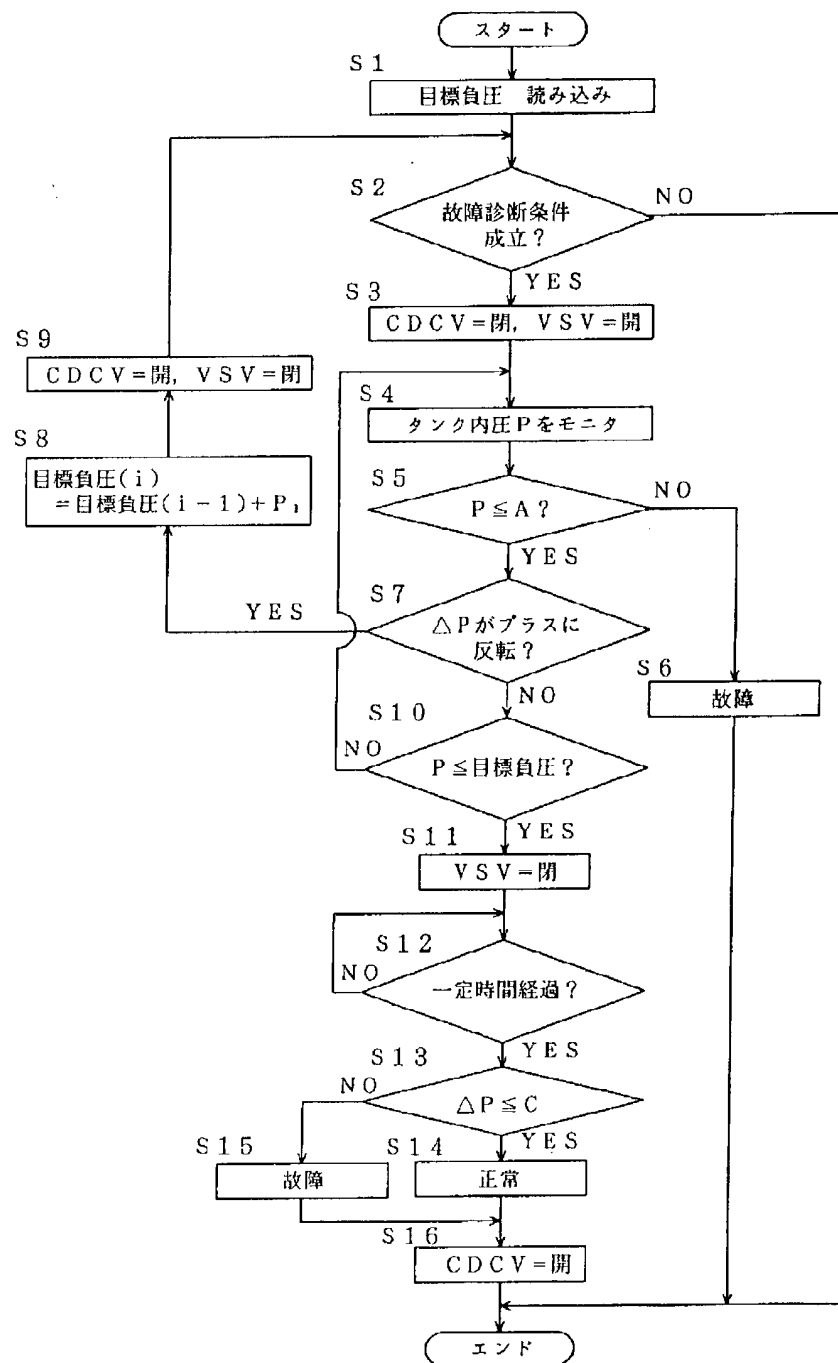 スタート
S1
目標負圧 読み込み
S2
故障診断条件
成立?
NO
YES
S3
CDCV=閉, VSV=開
S9
CDCV=開, VSV=閉
S4
タンク内圧Pをモニタ
S8
目標負圧(i)
=目標負圧(i-1)+P₁
S5
P≦A?
NO
YES
S7
△Pがプラスに
反転?
YES
NO
S6
故障
S10
P≦目標負圧?
NO
YES
S11
VSV=閉
S12
一定時間経過?
NO
YES
S13
△P≦C
NO
YES
S15
故障
S14
正常
S16
CDCV=開
エンド